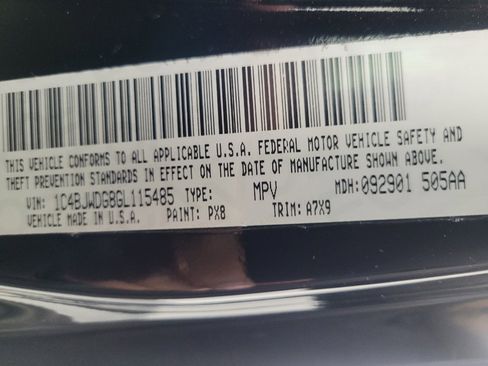 THIS VEHICLE CONFORMS TO ALL APPLICABLE U.S.A. FEDERAL MOTOR VEHICLE SAFETY AND
THEFT PREVENTION STANDARDS IN EFFECT ON THE DATE OF MANUFACTURE SHOWN ABOVE.
VIN: 1C4BJWDG8GL115485 TYPE: MPV MDH: 092901 505AA
VEHICLE MADE IN U.S.A. PAINT: PX8 TRIM: A7X9